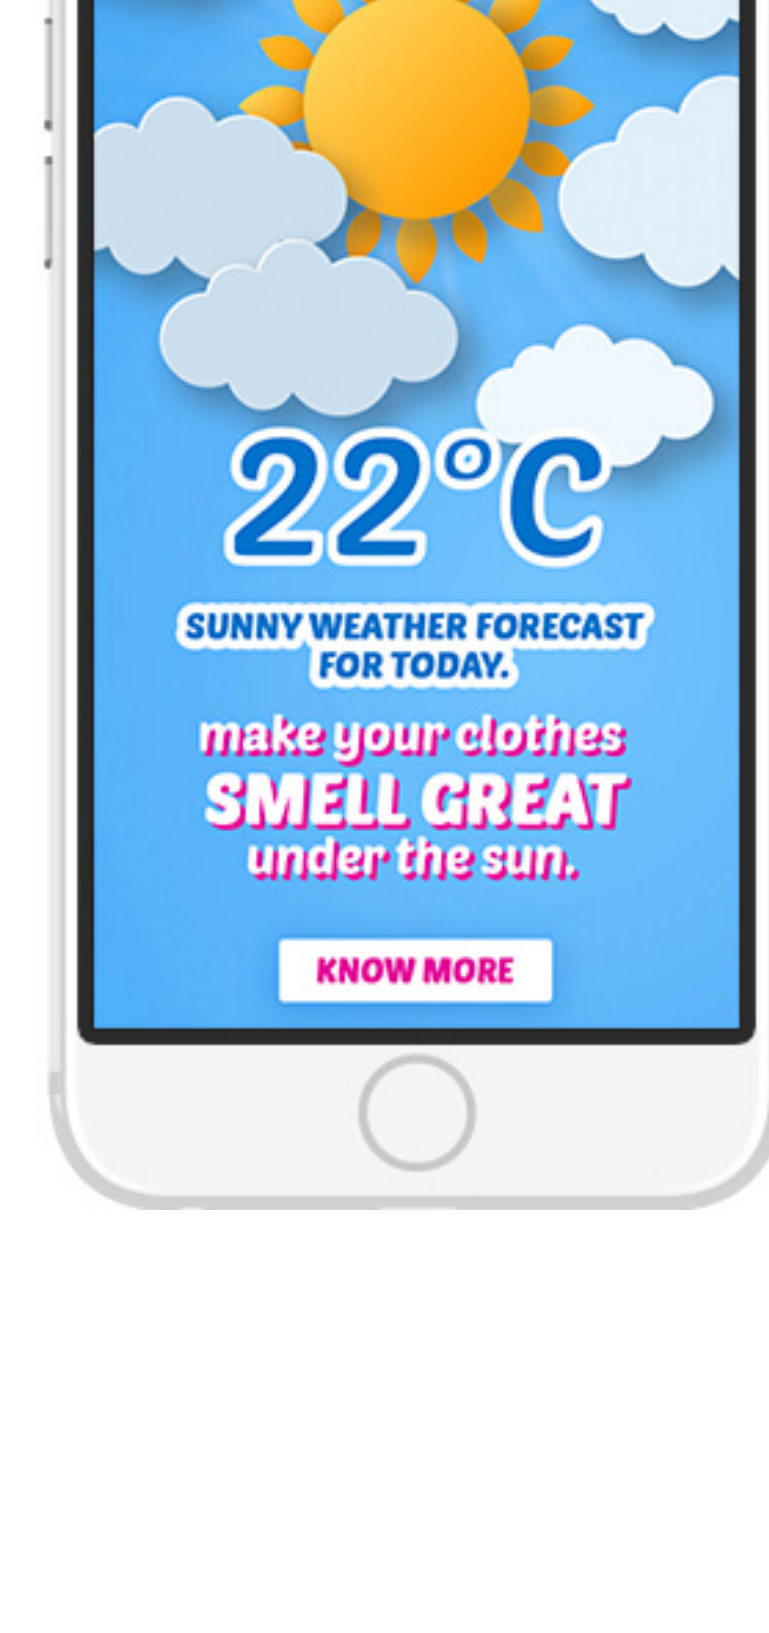 22°C
SUNNY WEATHER FORECAST
FOR TODAY.
make your clothes
SMELL GREAT
under the sun.
KNOW MORE